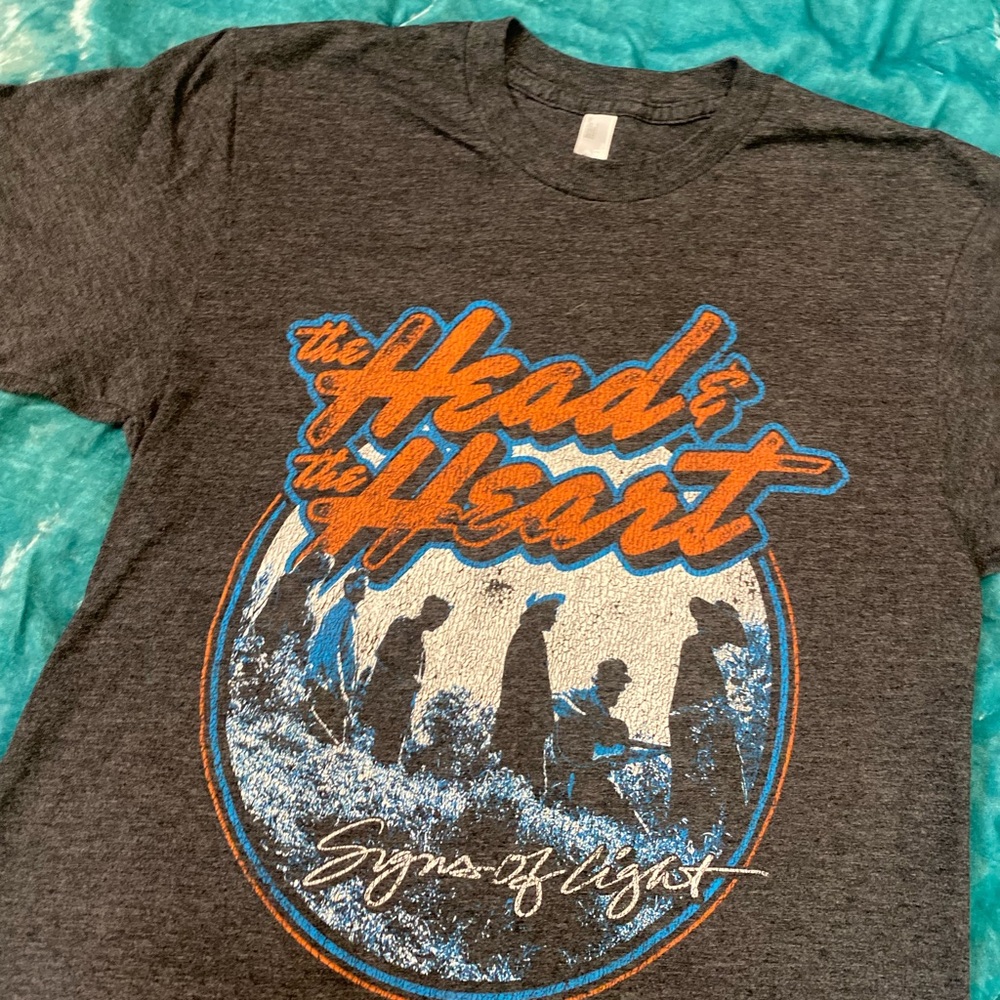 the Head &
the Heart
Signs of Light